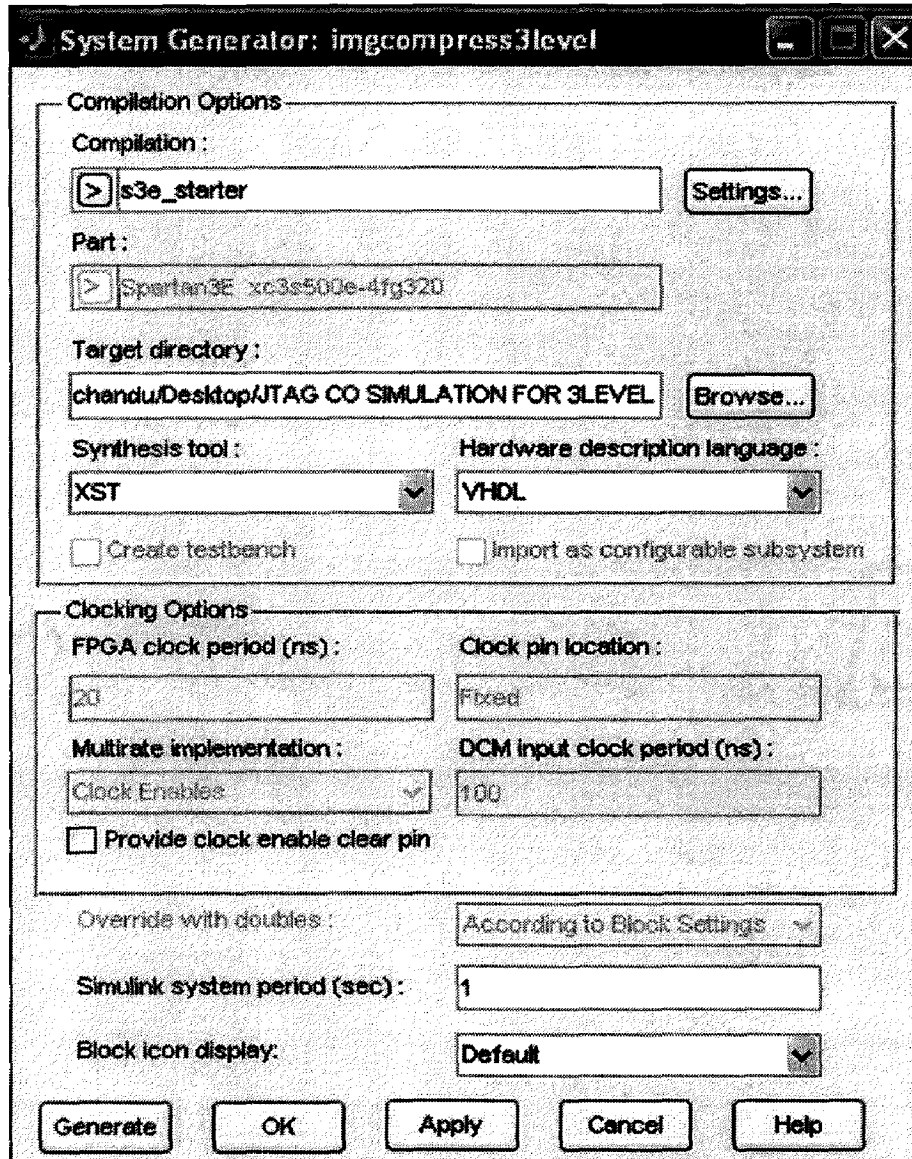 System Generator: imgcompress3level
Compilation Options
Compilation :
> s3e_starter
Settings...
Part :
> Spartan3E xc3s500e-4fg320
Target directory :
chandu/Desktop/JTAG CO SIMULATION FOR 3LEVEL
Browse...
Synthesis tool :
Hardware description language :
XST
VHDL
Create testbench
Import as configurable subsystem
Clocking Options
FPGA clock period (ns) :
Clock pin location :
20
Fixed
Multirate implementation :
DCM input clock period (ns) :
Clock Enables
100
Provide clock enable clear pin
Override with doubles :
According to Block Settings
Simulink system period (sec) :
1
Block icon display:
Default
Generate
OK
Apply
Cancel
Help